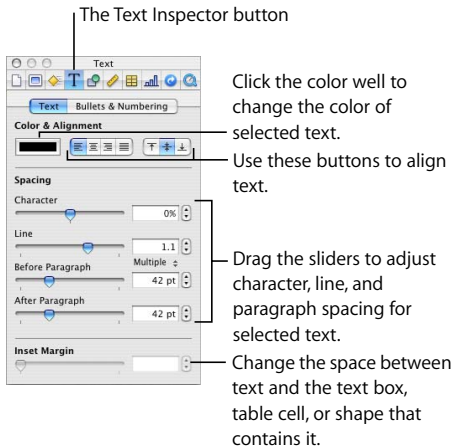 The Text Inspector button
Text
T
Text
Bullets & Numbering
Color & Alignment
Click the color well to
change the color of
selected text.
Use these buttons to align
text.
Spacing
Character
0%
Line
1.1
Multiple
Before Paragraph
42 pt
After Paragraph
42 pt
Drag the sliders to adjust
character, line, and
paragraph spacing for
selected text.
Inset Margin
Change the space between
text and the text box,
table cell, or shape that
contains it.